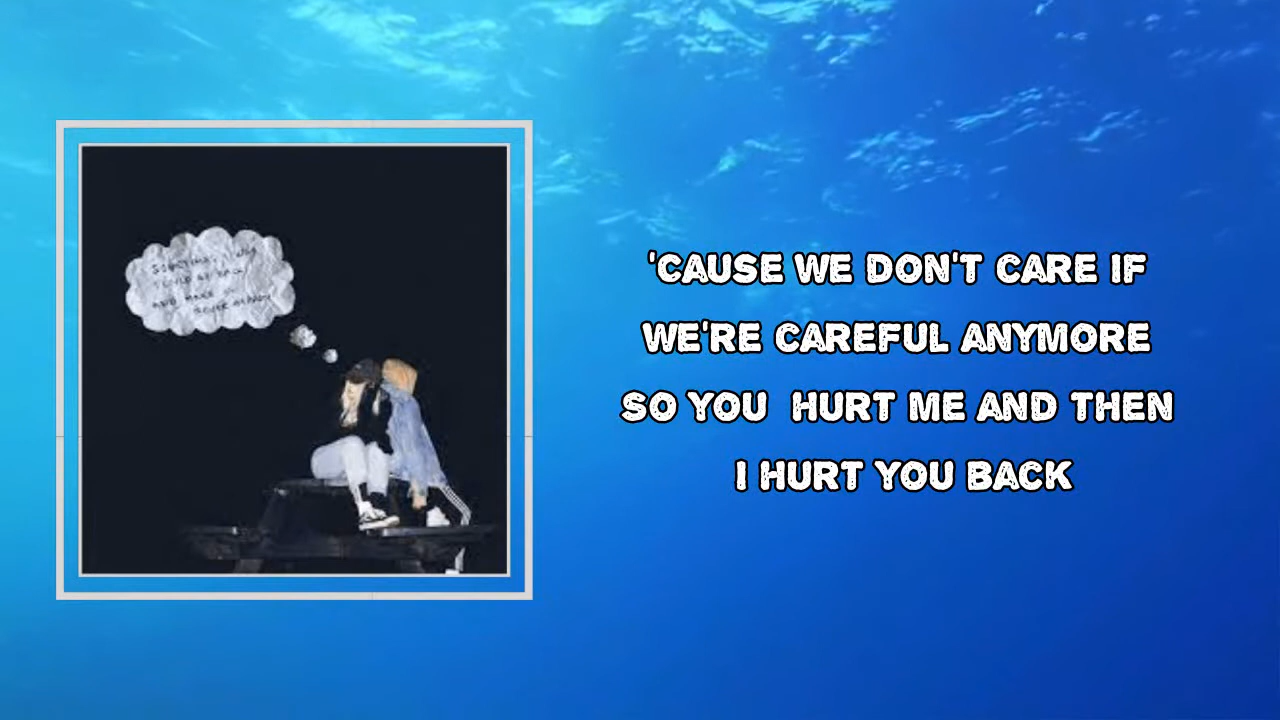 'CAUSE WE DON'T CARE IF
WE'RE CAREFUL ANYMORE
SO YOU HURT ME AND THEN
I HURT YOU BACK